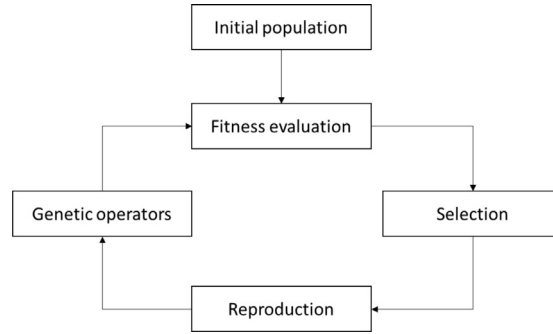 Initial population
Fitness evaluation
Genetic operators
Selection
Reproduction